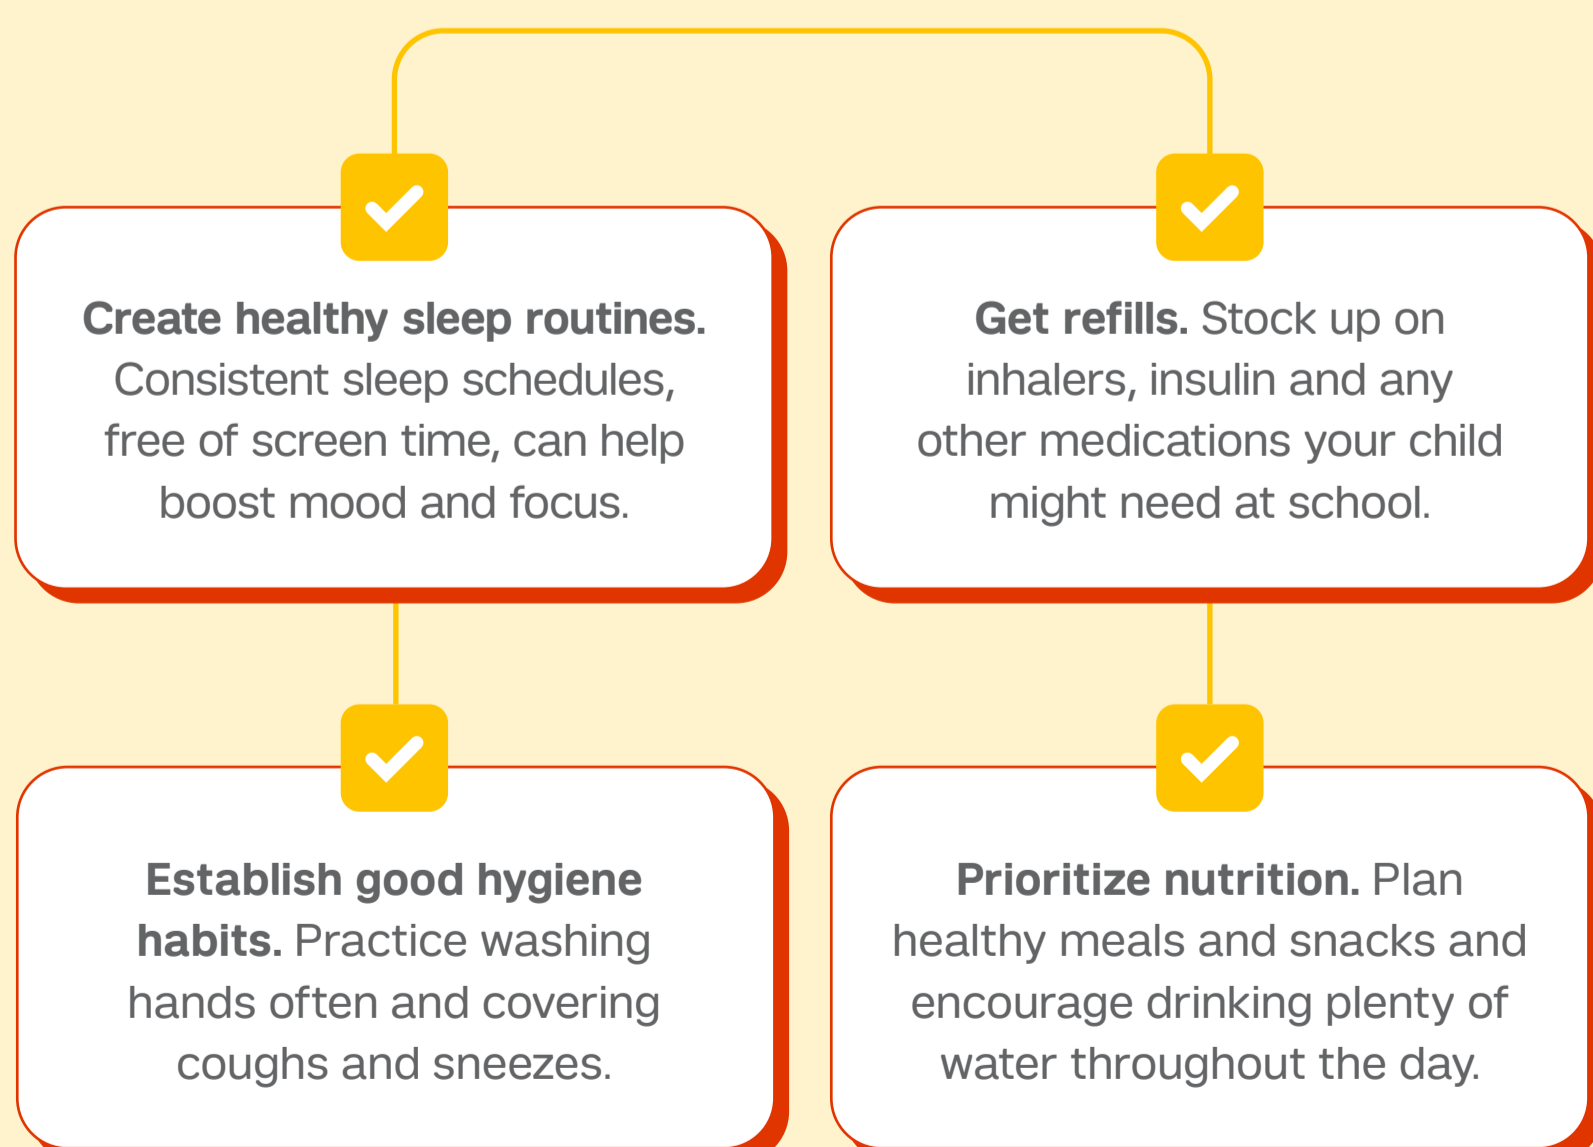 Create healthy sleep routines.
Consistent sleep schedules,
free of screen time, can help
boost mood and focus.
Get refills. Stock up on
inhalers, insulin and any
other medications your child
might need at school.
Establish good hygiene
habits. Practice washing
hands often and covering
coughs and sneezes.
Prioritize nutrition. Plan
healthy meals and snacks and
encourage drinking plenty of
water throughout the day.